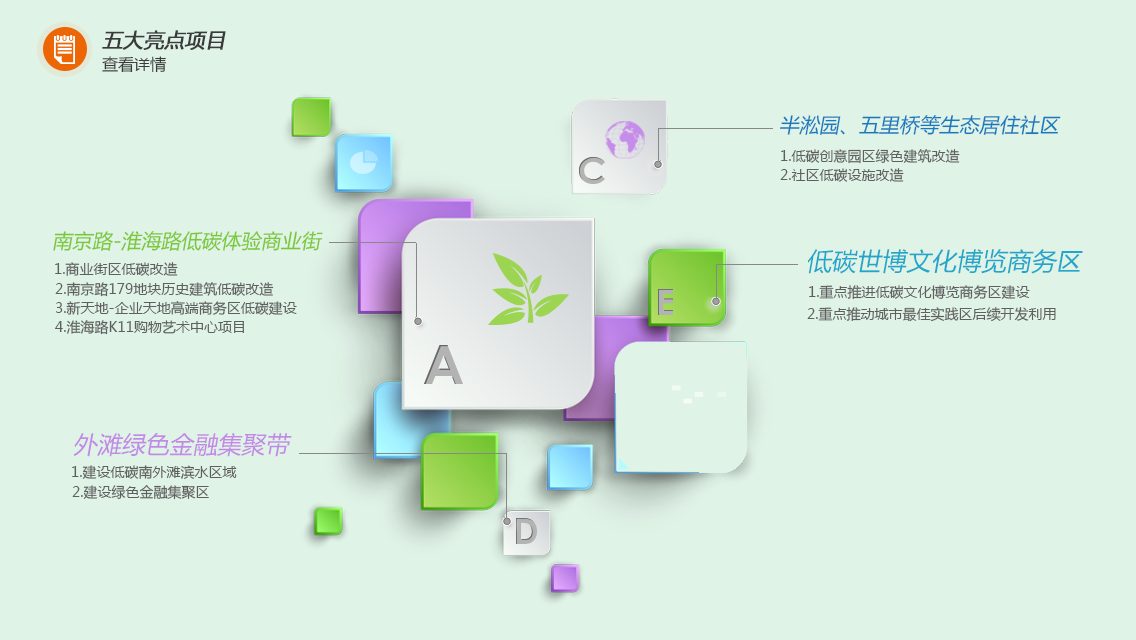 五大亮点项目
查看详情
半淞园、五里桥等生态居住社区
1.低碳创意园区绿色建筑改造
2.社区低碳设施改造
C
南京路-淮海路低碳体验商业街
1.商业街区低碳改造
2.南京路179地块历史建筑低碳改造
3.新天地-企业天地高端商务区低碳建设
4.淮海路K11购物艺术中心项目
A
低碳世博文化博览商务区
1.重点推进低碳文化博览商务区建设
2.重点推动城市最佳实践区后续开发利用
E
外滩绿色金融集聚带
1.建设低碳南外滩滨水区域
2.建设绿色金融集聚区
D